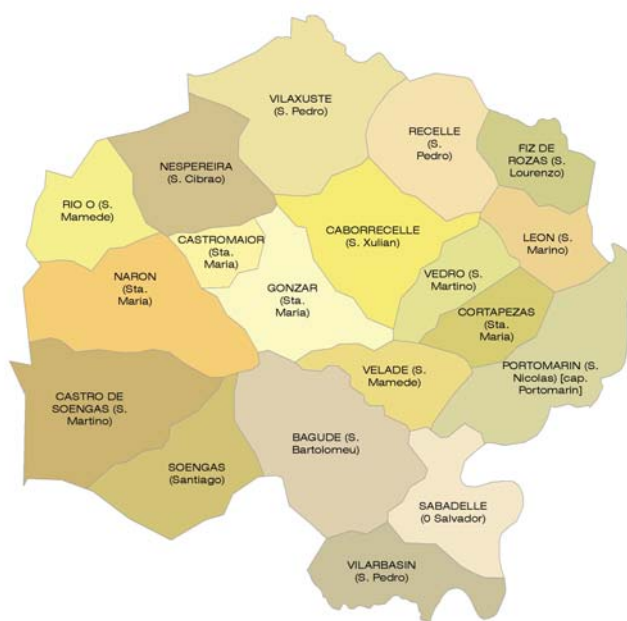 VILAXUSTE
(S. Pedro)
RECELLE
(S.
Pedro)
FIZ DE
ROZAS (S.
Lourenzo)
NESPEREIRA
(S. Cibrao)
RIO O (S.
Mamede)
CASTROMAIOR
(Sta.
Maria)
CABORRECELLE
(S. Xulian)
LEON (S.
Marino)
NARON
(Sta.
Maria)
GONZAR
(Sta.
Maria)
VEDRO (S.
Martino)
CORTAPEZAS
(Sta.
Maria)
PORTOMARIN (S.
Nicolas) [cap.
Portomarin]
VELADE (S.
Mamede)
CASTRO DE
SOENGAS (S.
Martino)
BAGUDE (S.
Bartolomeu)
SOENGAS
(Santiago)
SABADELLE
(0 Salvador)
VILARBASIN
(S. Pedro)